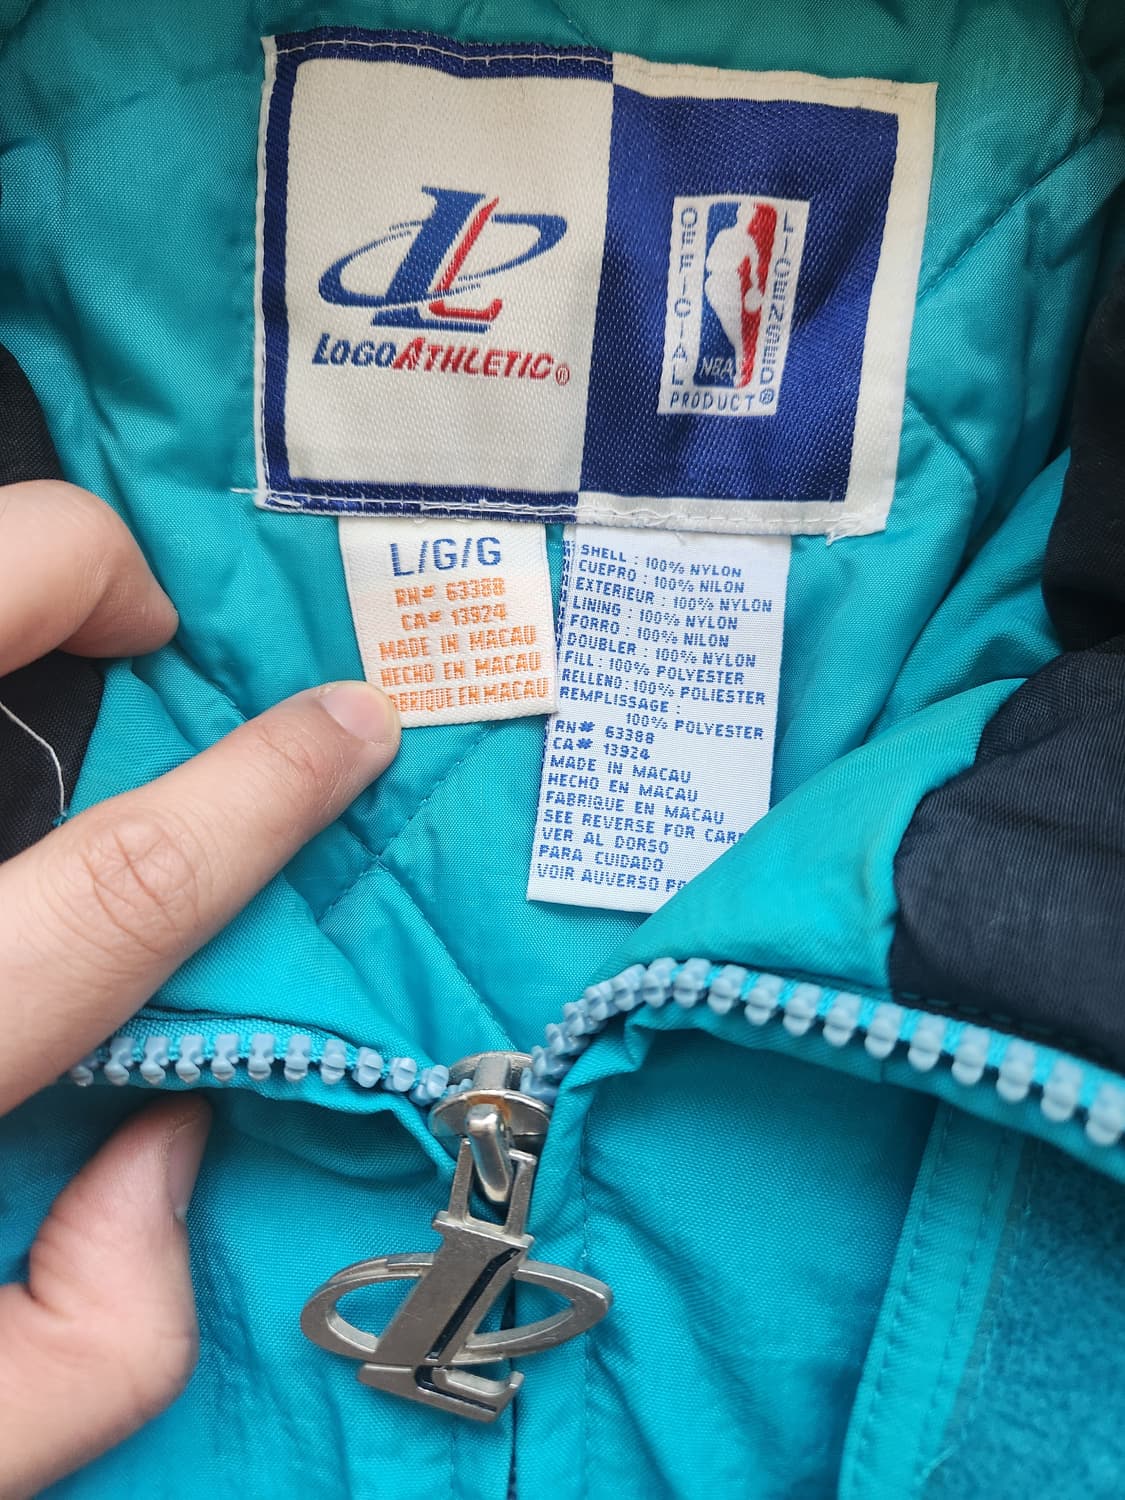 LOGOATHLETIC®
OFFICIAL
LICENSED®
NBA
PRODUCT
L/G/G
RN# 63388
CA# 13924
MADE IN MACAU
HECHO EN MACAU
BRIQUE EN MACAU
SHELL : 100% NYLON
CUERPO : 100% NILON
EXTERIEUR : 100% NYLON
LINING : 100% NYLON
FORRO : 100% NILON
DOUBLER : 100% NYLON
FILL : 100% POLYESTER
RELLENO : 100% POLIESTER
REMPLISSAGE :
100% POLYESTER
RN# 63388
CA# 13924
MADE IN MACAU
HECHO EN MACAU
FABRIQUE EN MACAU
SEE REVERSE FOR CAR
VER AL DORSO
PARA CUIDADO
VOIR AUVERSO